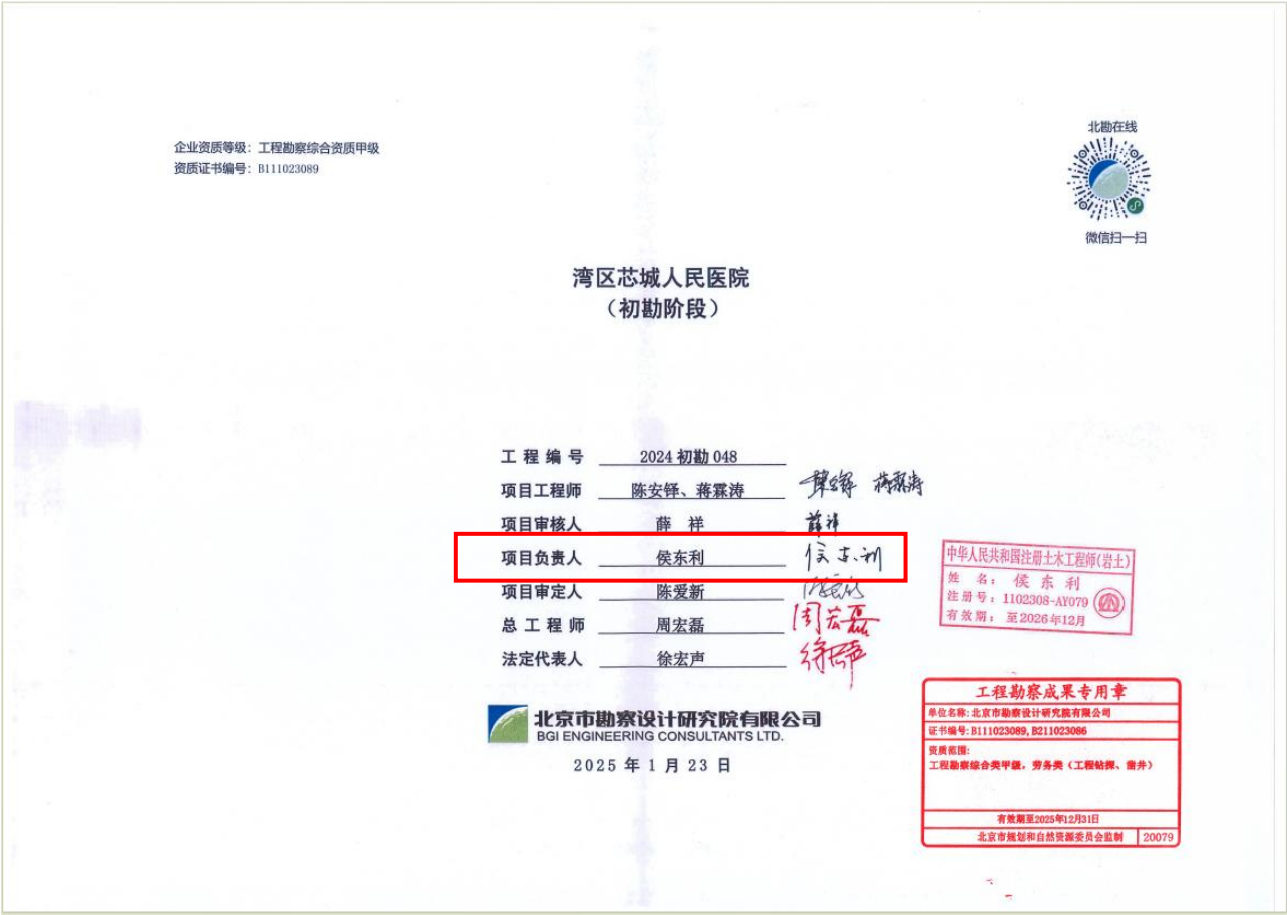 企业资质等级：工程勘察综合资质甲级
资质证书编号：B111023089
北勘在线
微信扫一扫
湾区芯城人民医院
（初勘阶段）
工程编号 2024初勘048
项目工程师 陈安铎、蒋霖涛 蒋霖涛
项目审核人 薛 祥 薛祥
项目负责人 侯东利 侯东利
项目审定人 陈爱新
总工程师 周宏磊 周宏磊
法定代表人 徐宏声 徐宏声
中华人民共和国注册土木工程师(岩土)
姓 名：侯东利
注册号：1102308-AY079
有效期：至2026年12月
北京市勘察设计研究院有限公司
BGI ENGINEERING CONSULTANTS LTD.
2025年1月23日
工程勘察成果专用章
单位名称:北京市勘察设计研究院有限公司
证书编号:B111023089,B211023086
资质范围:
工程勘察综合类甲级，劳务类（工程钻探、凿井）
有效期至2025年12月31日
北京市规划和自然资源委员会监制 20079